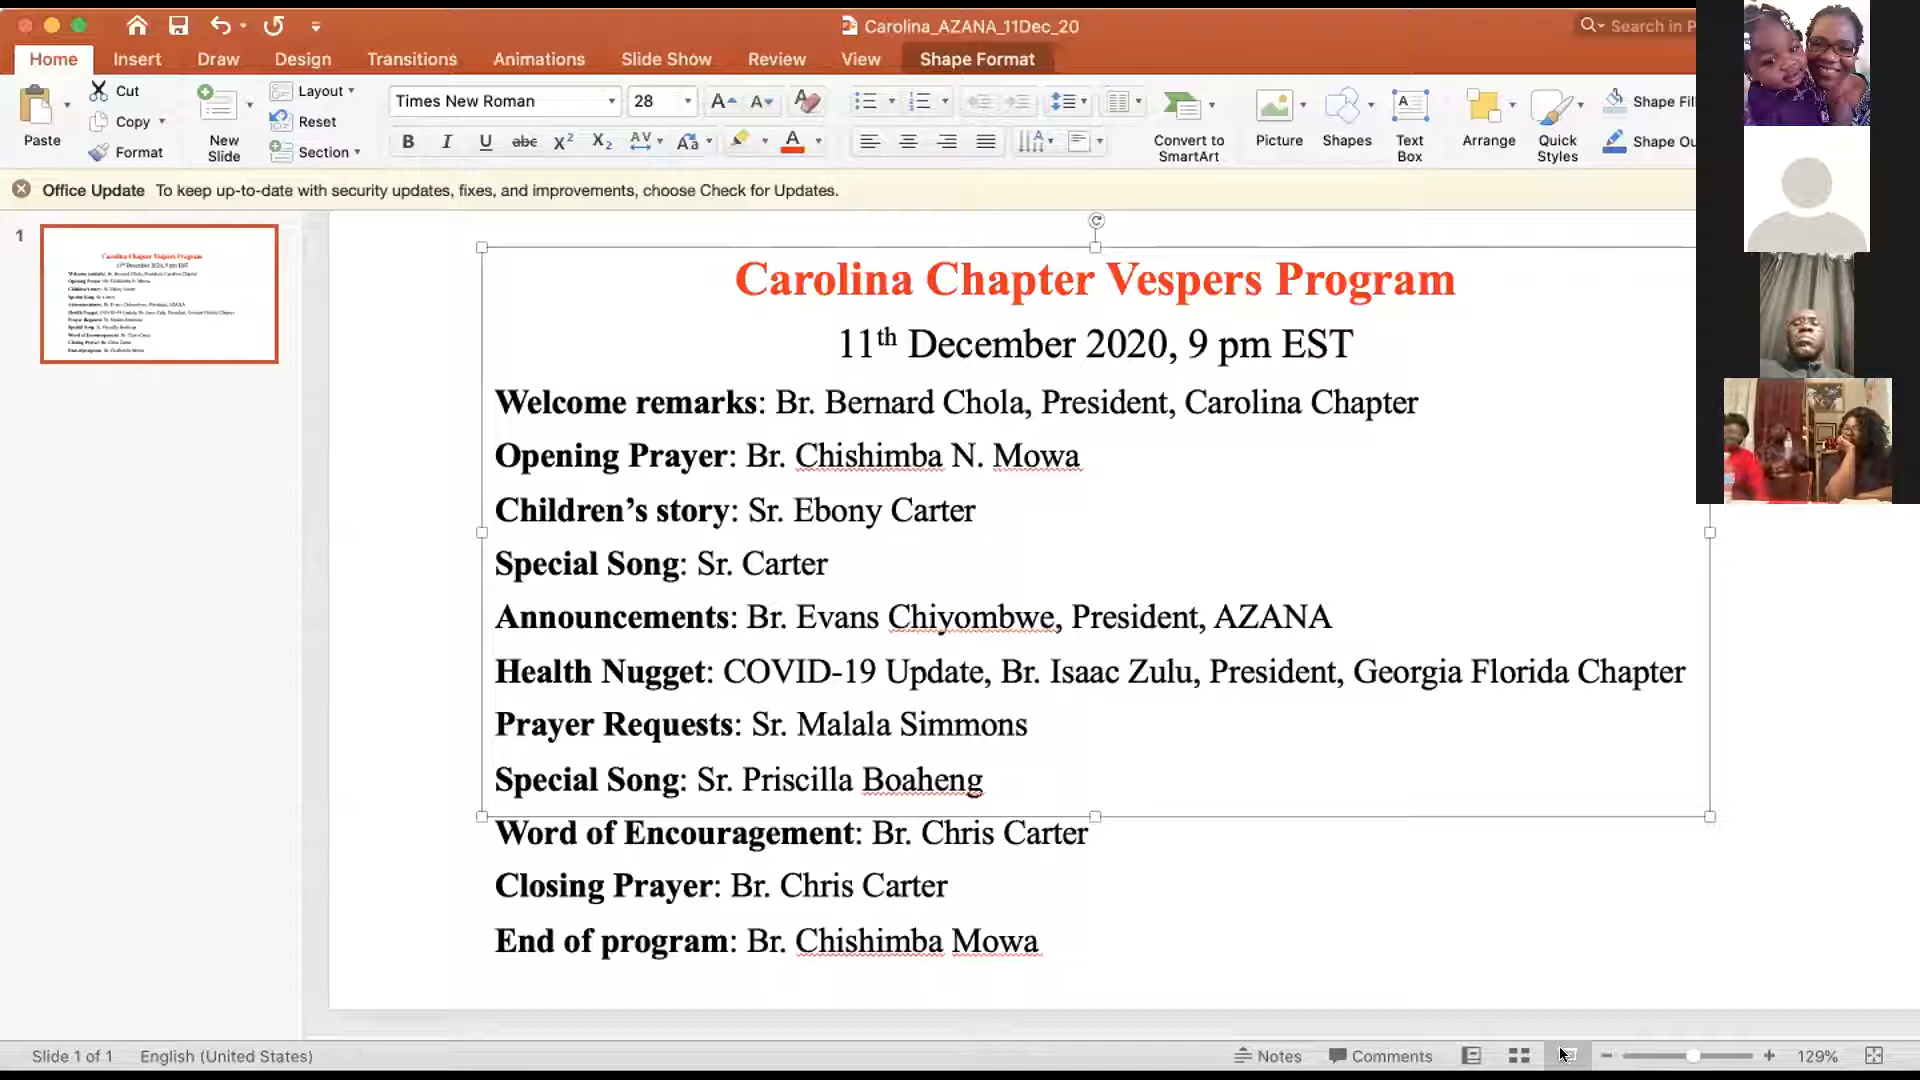 Carolina_AZANA_11Dec_20
Search in P
Home Insert Draw Design Transitions Animations Slide Show Review View Shape Format
Paste
Cut
Copy
Format
New Slide
Layout
Reset
Section
Times New Roman 28
Convert to SmartArt
Picture
Shapes
Text Box
Arrange
Quick Styles
Shape Fil
Shape Ou
Office Update To keep up-to-date with security updates, fixes, and improvements, choose Check for Updates.
1
Carolina Chapter Vespers Program
11th December 2020, 9 pm EST
Welcome remarks: Br. Bernard Chola, President, Carolina Chapter
Opening Prayer: Br. Chishimba N. Mowa
Children’s story: Sr. Ebony Carter
Special Song: Sr. Carter
Announcements: Br. Evans Chiyombwe, President, AZANA
Health Nugget: COVID-19 Update, Br. Isaac Zulu, President, Georgia Florida Chapter
Prayer Requests: Sr. Malala Simmons
Special Song: Sr. Priscilla Boaheng
Word of Encouragement: Br. Chris Carter
Closing Prayer: Br. Chris Carter
End of program: Br. Chishimba Mowa
Slide 1 of 1 English (United States) Notes Comments 129%